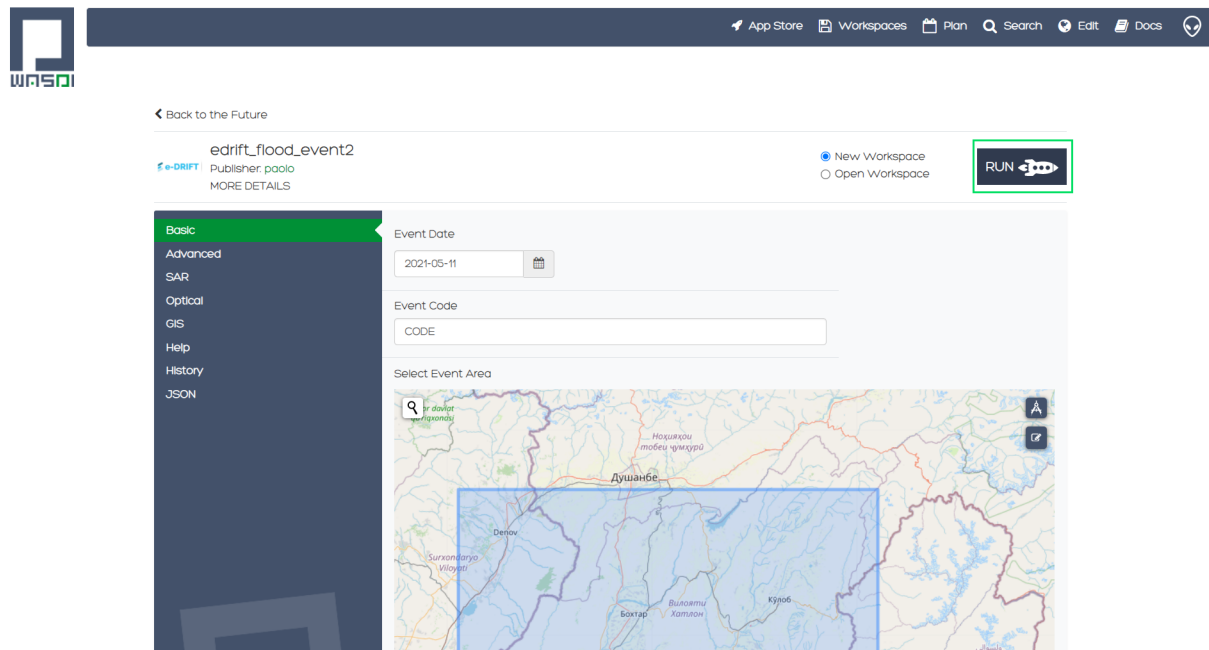 WASDI
App Store
Workspaces
Plan
Search
Edit
Docs
Back to the Future
edrift_flood_event2
e-DRIFT
Publisher: paolo
MORE DETAILS
New Workspace
Open Workspace
RUN
Basic
Advanced
SAR
Optical
GIS
Help
History
JSON
Event Date
2021-05-11
Event Code
CODE
Select Event Area
davlat
Ноҳияҳои
тобеи ҷумҳурӣ
Душанбе
Denov
Surxondaryo
Viloyati
Бохтар
Вилояти
Хатлон
Кӯлоб